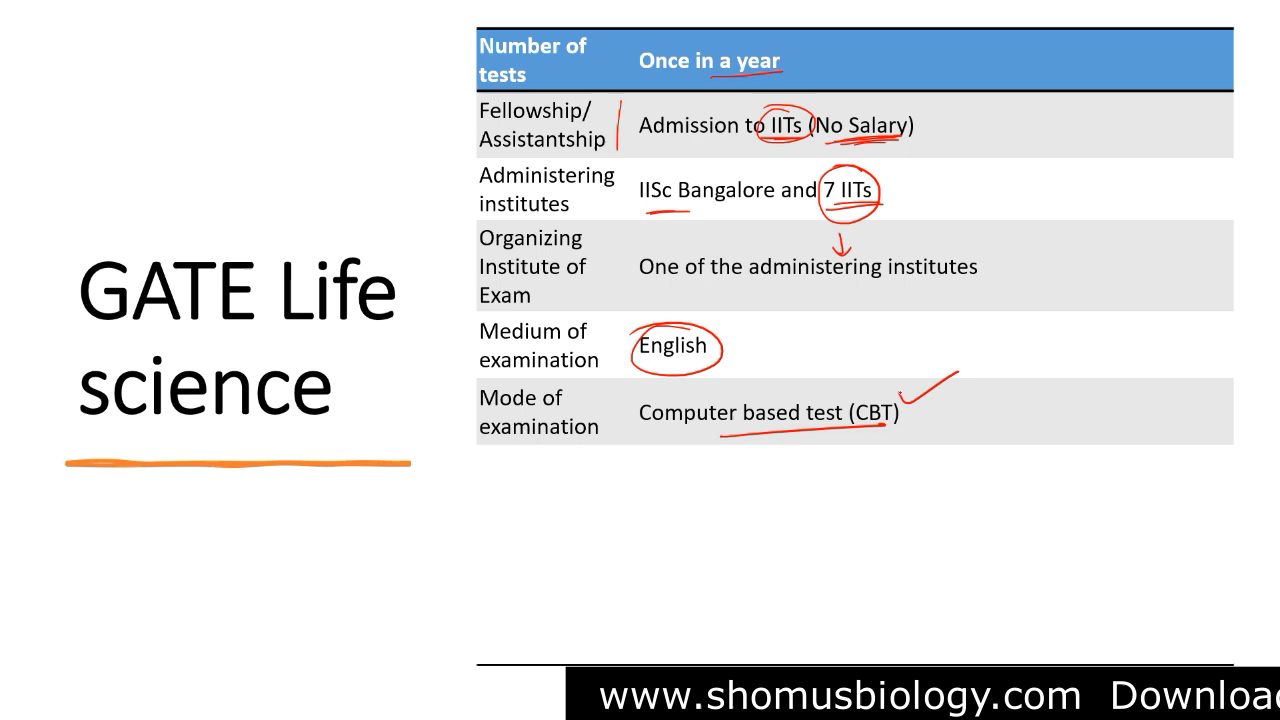 GATE Life
science
Number of
tests
Once in a year
Fellowship/
Assistantship
Admission to IITs (No Salary)
Administering
institutes
IISc Bangalore and 7 IITs
Organizing
Institute of
Exam
One of the administering institutes
Medium of
examination
English
Mode of
examination
Computer based test (CBT)
www.shomusbiology.com Download